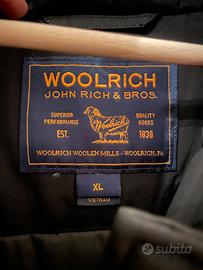 WOOLRICH
JOHN RICH & BROS.
SUPERIOR PERFORMANCE
QUALITY GOODS
EST.
Woolrich
1830
WOOLRICH WOOLEN MILLS - WOOLRICH, PA
XL
VIETNAM
subito